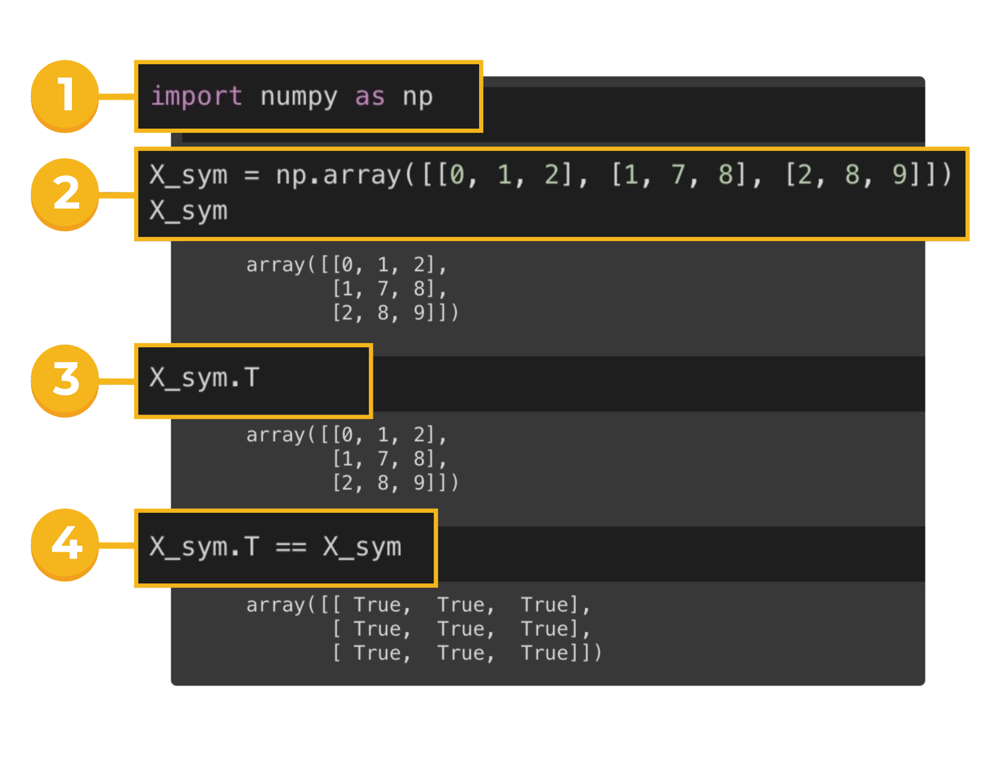 1
import numpy as np
2
X_sym = np.array([[0, 1, 2], [1, 7, 8], [2, 8, 9]])
X_sym
array([[0, 1, 2],
[1, 7, 8],
[2, 8, 9]])
3
X_sym.T
array([[0, 1, 2],
[1, 7, 8],
[2, 8, 9]])
4
X_sym.T == X_sym
array([[ True,  True,  True],
[ True,  True,  True],
[ True,  True,  True]])